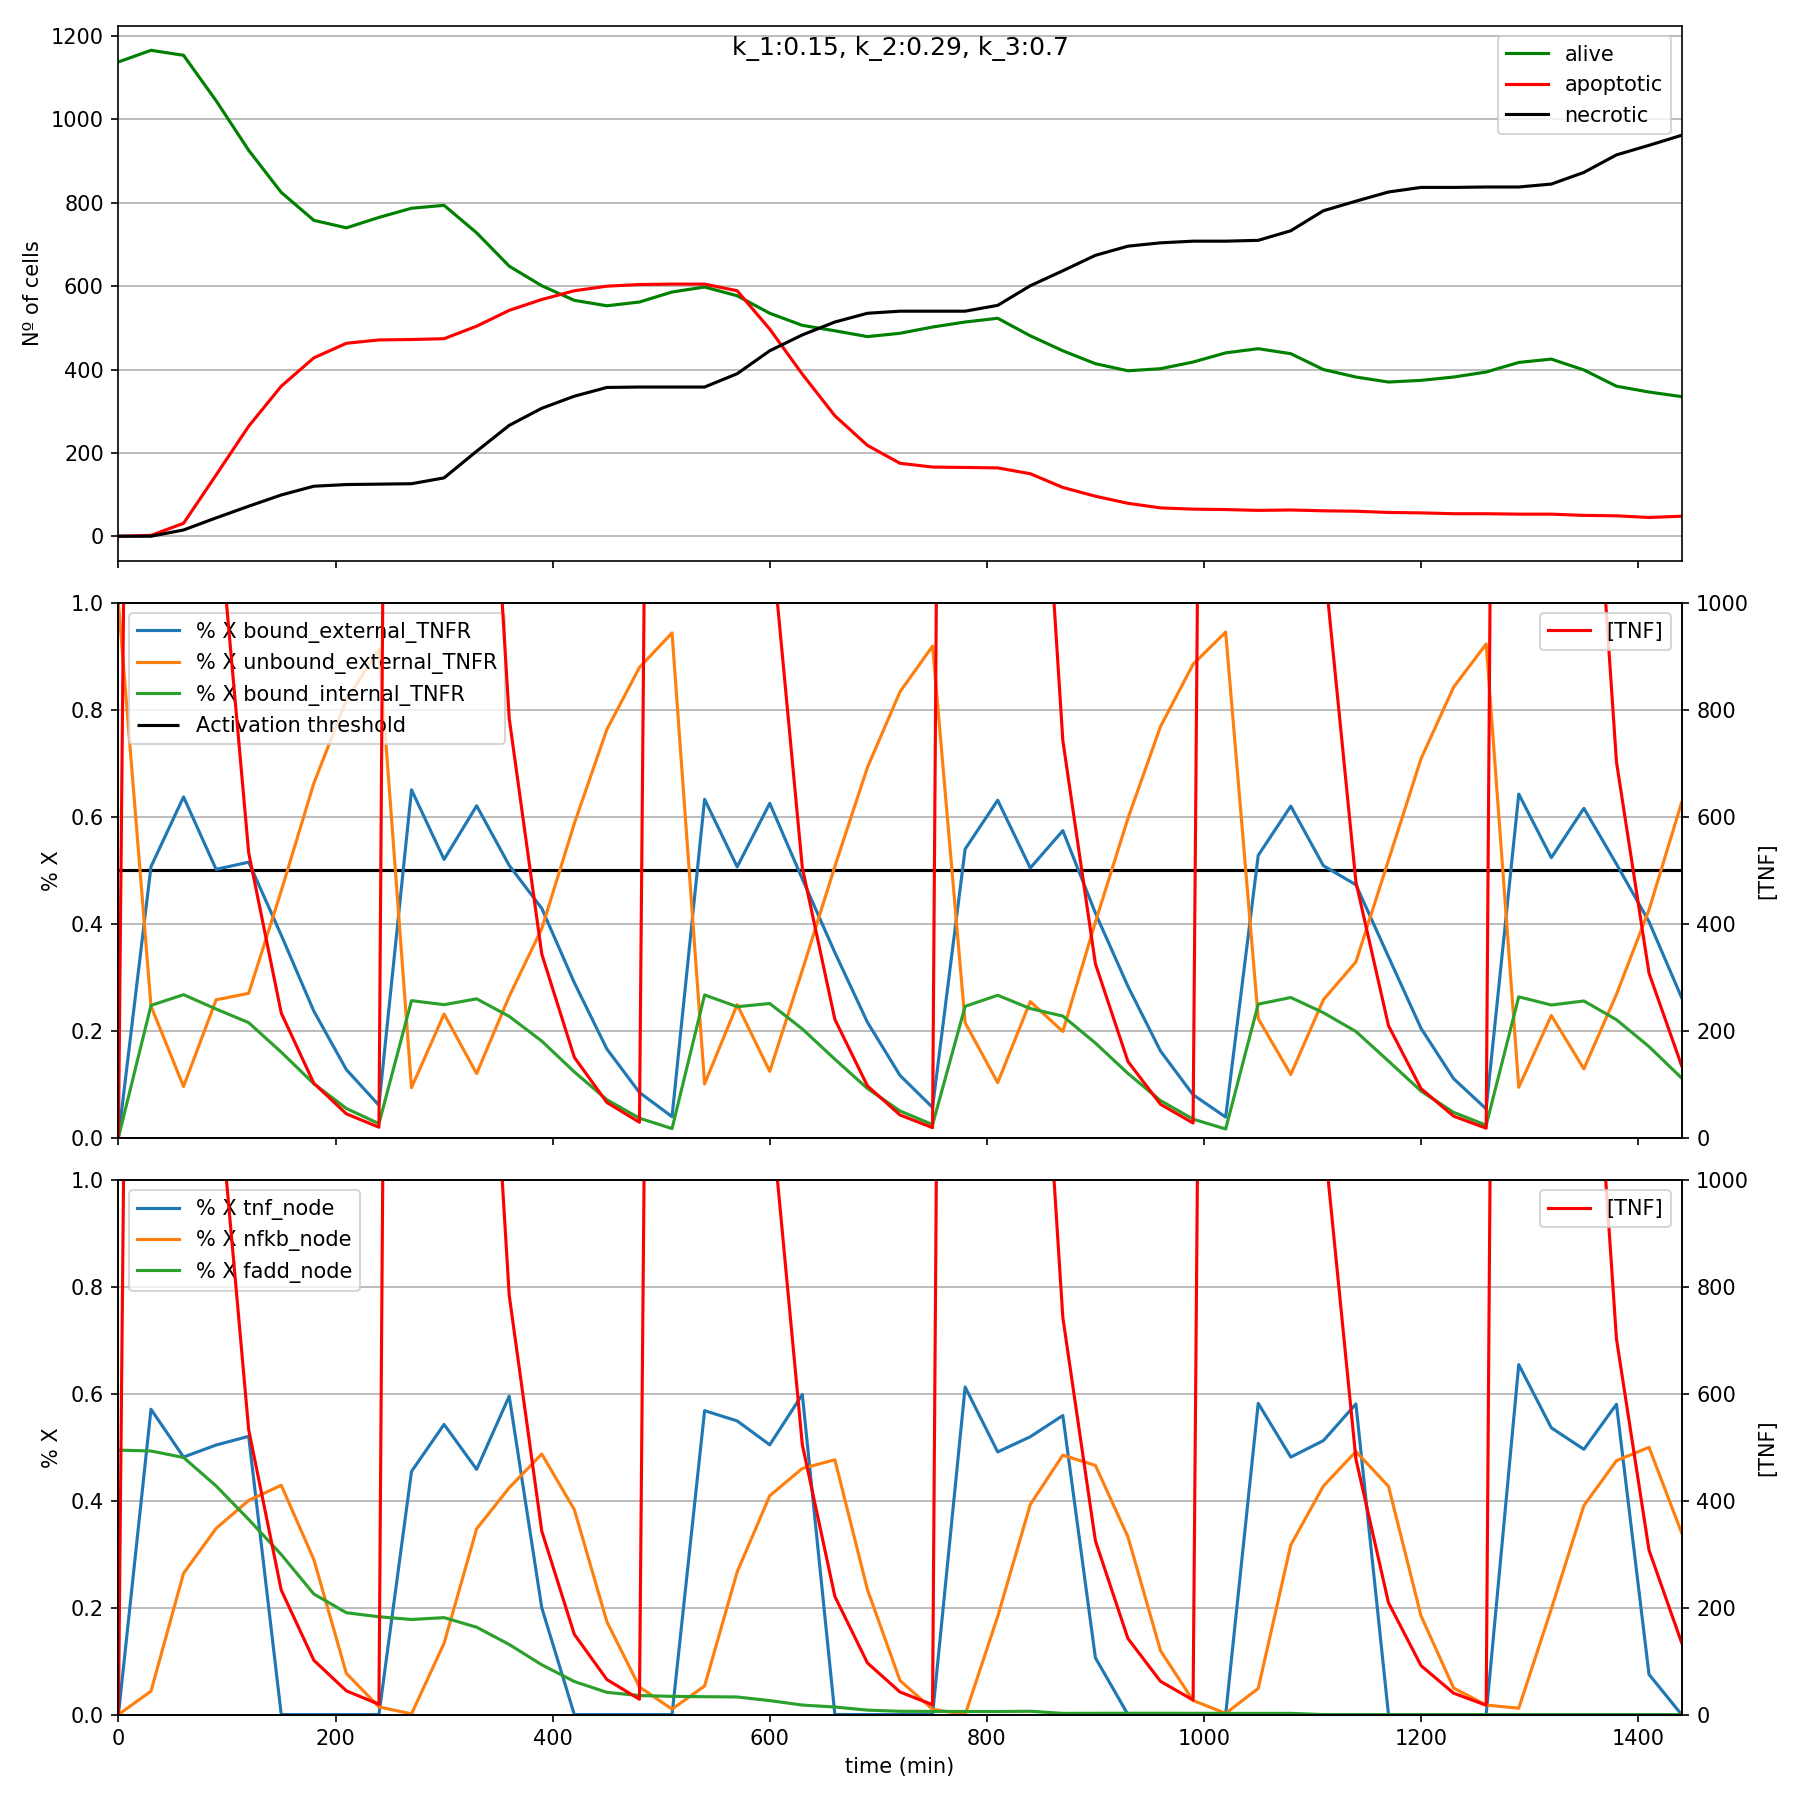 k_1:0.15, k_2:0.29, k_3:0.7
1200
1000
800
600
400
200
0
Nº of cells
alive
apoptotic
necrotic
1.0
0.8
0.6
0.4
0.2
0.0
% X
% X bound_external_TNFR
% X unbound_external_TNFR
% X bound_internal_TNFR
Activation threshold
[TNF]
1000
800
600
400
200
0
[TNF]
1.0
0.8
0.6
0.4
0.2
0.0
% X
% X tnf_node
% X nfkb_node
% X fadd_node
[TNF]
1000
800
600
400
200
0
[TNF]
0 200 400 600 800 1000 1200 1400
time (min)